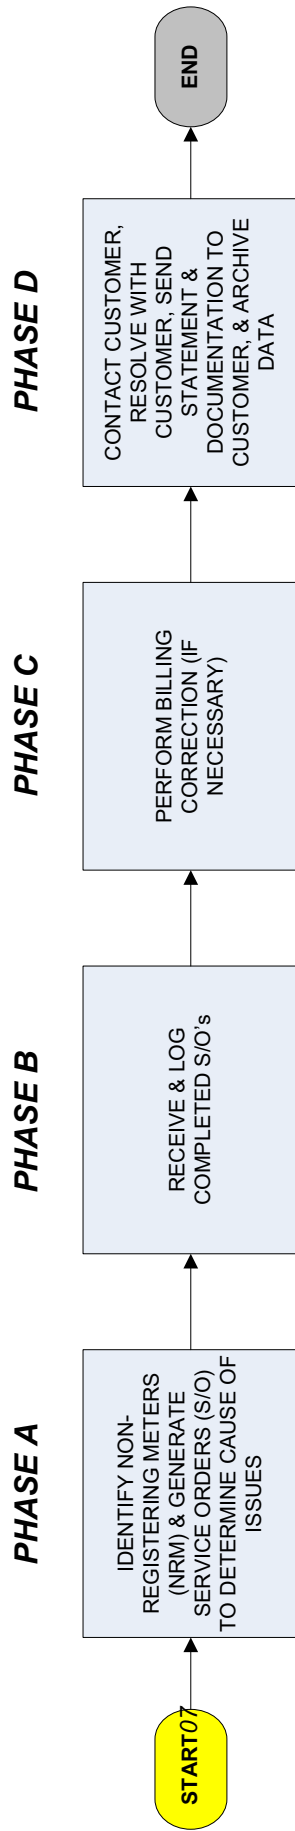 PHASE A
PHASE B
PHASE C
PHASE D
START07
IDENTIFY NON-
REGISTERING METERS
(NRM) & GENERATE
SERVICE ORDERS (S/O)
TO DETERMINE CAUSE OF
ISSUES
RECEIVE & LOG
COMPLETED S/O's
PERFORM BILLING
CORRECTION (IF
NECESSARY)
CONTACT CUSTOMER,
RESOLVE WITH
CUSTOMER, SEND
STATEMENT &
DOCUMENTATION TO
CUSTOMER, & ARCHIVE
DATA
END